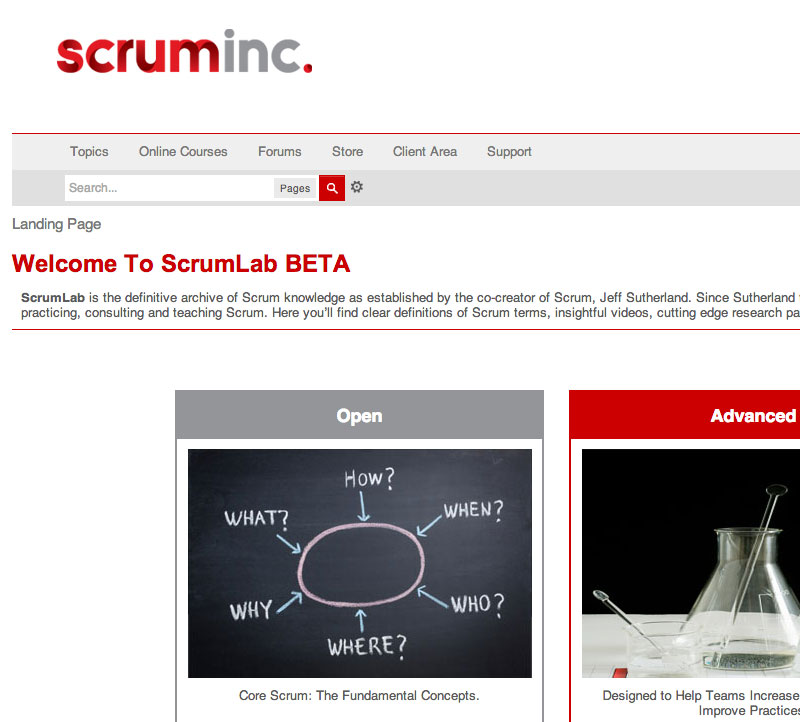 scruminc.
Topics Online Courses Forums Store Client Area Support
Search... Pages
Landing Page
Welcome To ScrumLab BETA
ScrumLab is the definitive archive of Scrum knowledge as established by the co-creator of Scrum, Jeff Sutherland. Since Sutherland
practicing, consulting and teaching Scrum. Here you'll find clear definitions of Scrum terms, insightful videos, cutting edge research pa
Open
HOW?
WHAT?
WHEN?
WHY
WHO?
WHERE?
Core Scrum: The Fundamental Concepts.
Advanced
Designed to Help Teams Increase
Improve Practices